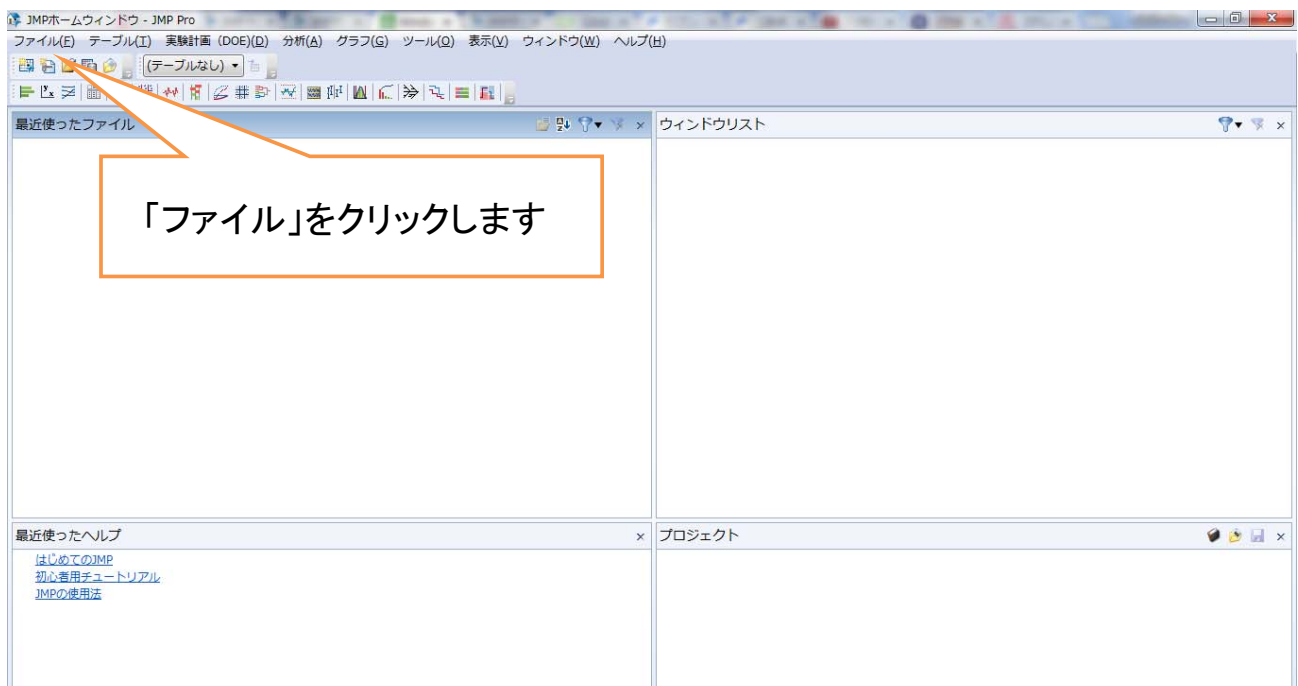 JMPホームウィンドウ - JMP Pro
ファイル(F) テーブル(T) 実験計画 (DOE)(D) 分析(A) グラフ(G) ツール(O) 表示(V) ウィンドウ(W) ヘルプ(H)
(テーブルなし)
最近使ったファイル
ウィンドウリスト
「ファイル」をクリックします
最近使ったヘルプ
はじめてのJMP
初心者用チュートリアル
JMPの使用法
プロジェクト